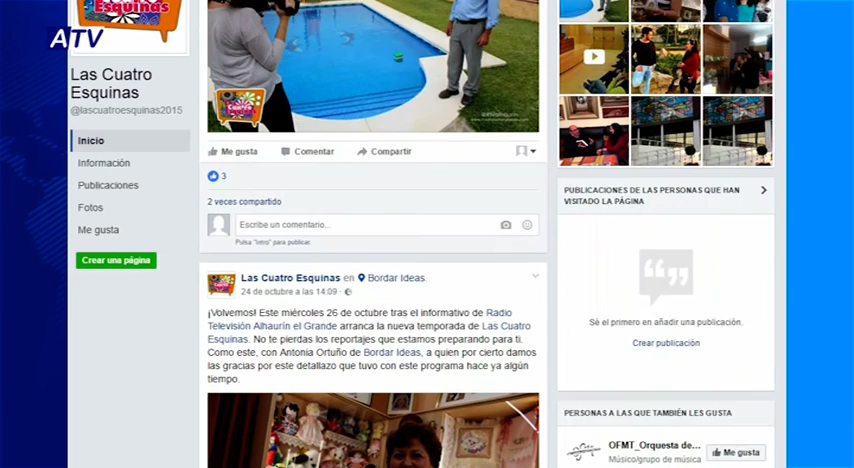 ATV
Esquinas
Las Cuatro
Esquinas
@lascuatroesquinas2015
Inicio
Información
Publicaciones
Fotos
Me gusta
Crear una página
Me gusta Comentar Compartir
3
2 veces compartido
Escribe un comentario...
Pulsa "Intro" para publicar.
Las Cuatro Esquinas en Bordar Ideas.
24 de octubre a las 14:09 ·
¡Volvemos! Este miércoles 26 de octubre tras el informativo de Radio
Televisión Alhaurín el Grande arranca la nueva temporada de Las Cuatro
Esquinas. No te pierdas los reportajes que estamos preparando para ti.
Como este, con Antonia Ortuño de Bordar Ideas, a quien por cierto damos
las gracias por este detallazo que tuvo con este programa hace ya algún
tiempo.
PUBLICACIONES DE LAS PERSONAS QUE HAN
VISITADO LA PÁGINA
Sé el primero en añadir una publicación.
Crear publicación
PERSONAS A LAS QUE TAMBIÉN LES GUSTA
OFMT_Orquesta de...
Músico/grupo de música
Me gusta